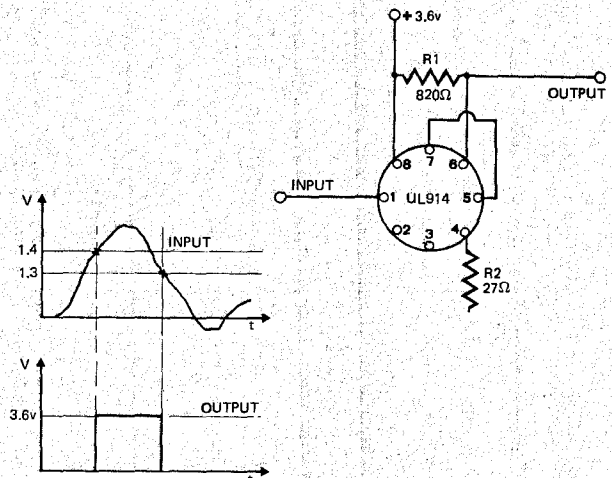 + 3.6v
R1
820Ω
OUTPUT
8
7
6
INPUT
1
UL914
5
2
3
4
R2
27Ω
V
1.4
1.3
INPUT
t
V
3.6v
OUTPUT
t